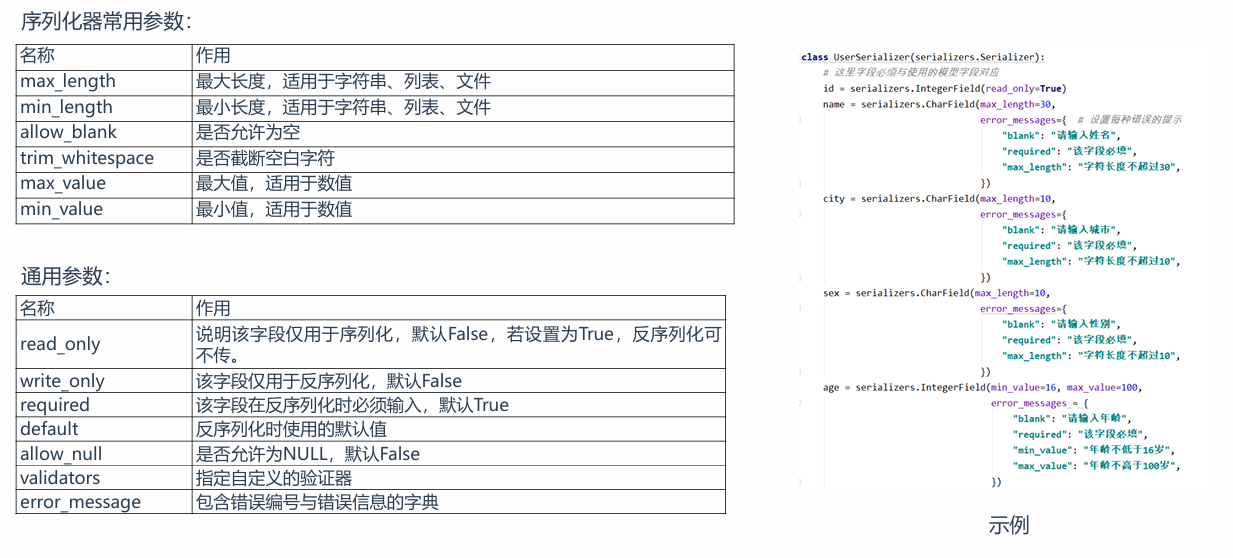 序列化器常用参数：
名称 作用
max_length 最大长度，适用于字符串、列表、文件
min_length 最小长度，适用于字符串、列表、文件
allow_blank 是否允许为空
trim_whitespace 是否截断空白字符
max_value 最大值，适用于数值
min_value 最小值，适用于数值
通用参数：
名称 作用
read_only 说明该字段仅用于序列化，默认False，若设置为True，反序列化可
不传。
write_only 该字段仅用于反序列化，默认False
required 该字段在反序列化时必须输入，默认True
default 反序列化时使用的默认值
allow_null 是否允许为NULL，默认False
validators 指定自定义的验证器
error_message 包含错误编号与错误信息的字典
class UserSerializer(serializers.Serializer):
# 这里字段必须与使用的模型字段对应
id = serializers.IntegerField(read_only=True)
name = serializers.CharField(max_length=30,
error_messages={ # 设置每种错误的提示
"blank": "请输入姓名",
"required": "该字段必填",
"max_length": "字符长度不超过30",
})
city = serializers.CharField(max_length=10,
error_messages={
"blank": "请输入城市",
"required": "该字段必填",
"max_length": "字符长度不超过10",
})
sex = serializers.CharField(max_length=10,
error_messages={
"blank": "请输入性别",
"required": "该字段必填",
"max_length": "字符长度不超过10",
})
age = serializers.IntegerField(min_value=16, max_value=100,
error_messages = {
"blank": "请输入年龄",
"required": "该字段必填",
"min_value": "年龄不低于16岁",
"max_value": "年龄不高于100岁",
})
示例